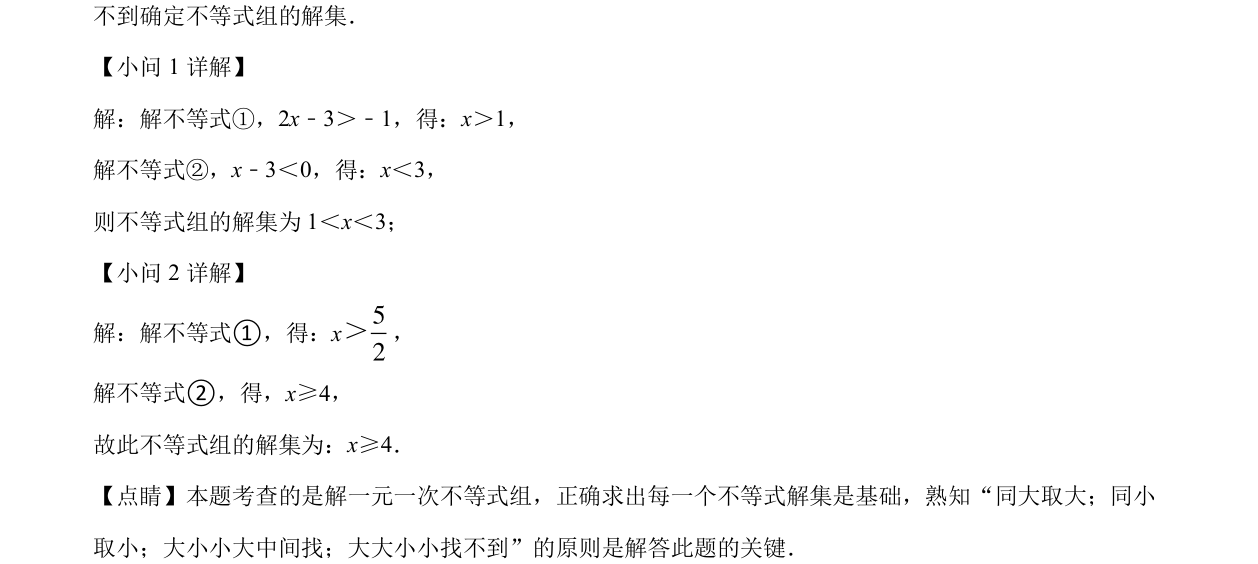 不到确定不等式组的解集．
【小问 1 详解】
解：解不等式①，2x﹣3＞﹣1，得：x＞1，
解不等式②，x﹣3＜0，得：x＜3，
则不等式组的解集为 1＜x＜3；
【小问 2 详解】
解：解不等式①，得：x＞5/2，
解不等式②，得，x≥4，
故此不等式组的解集为：x≥4．
【点睛】本题考查的是解一元一次不等式组，正确求出每一个不等式解集是基础，熟知“同大取大；同小
取小；大小小大中间找；大大小小找不到”的原则是解答此题的关键．